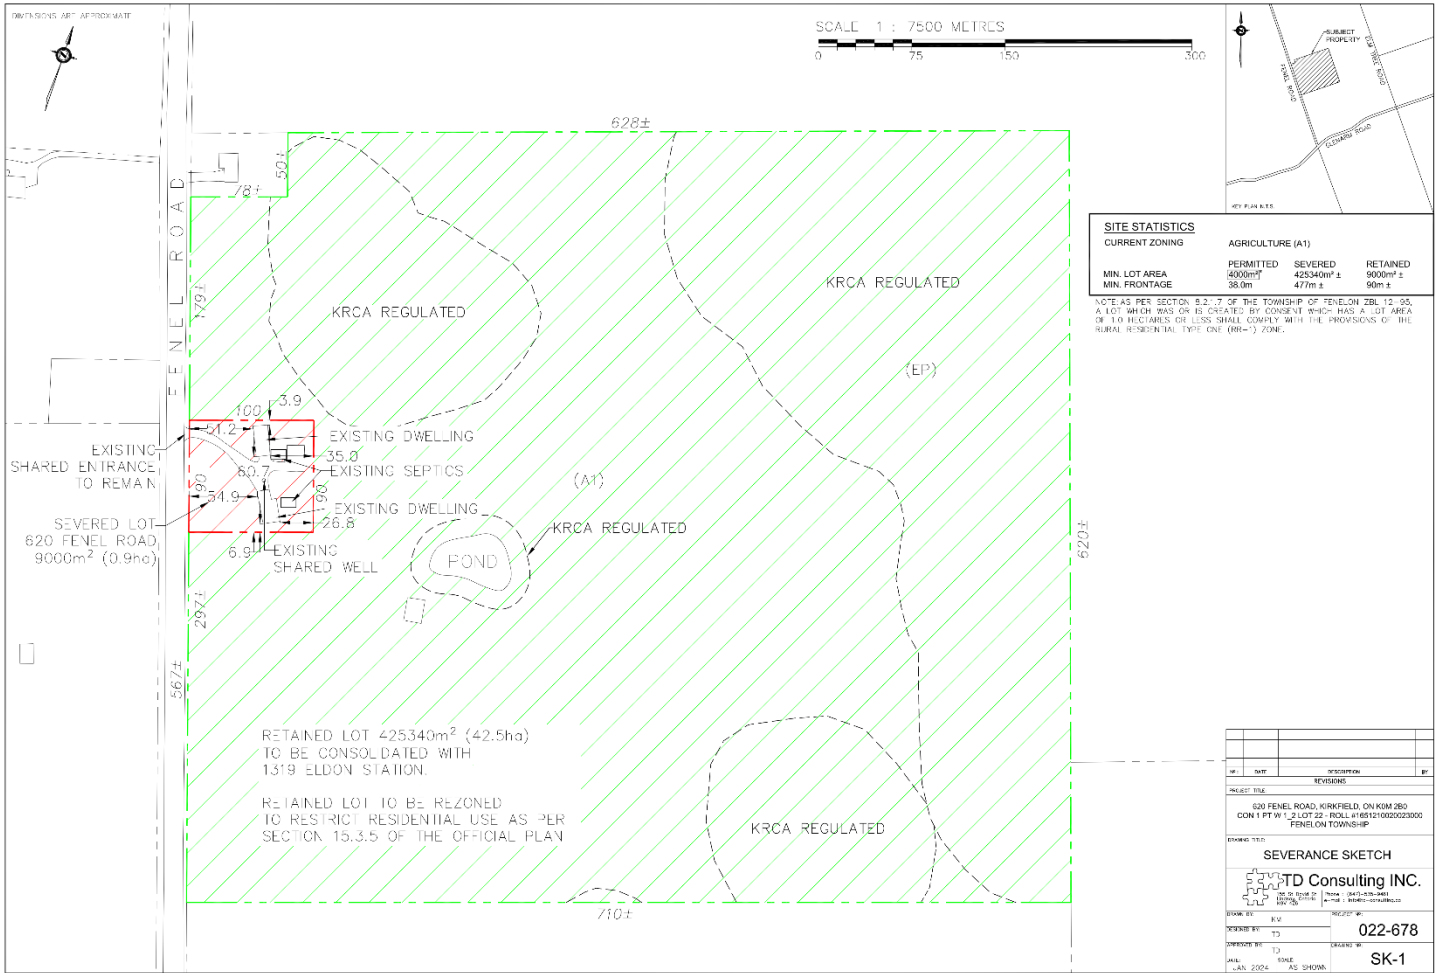 DIMENSIONS ARE APPROXIMATE
SCALE 1 : 7500 METRES
0 75 150 300
SUBJECT
PROPERTY
FENEL ROAD
ELM TREE ROAD
GLENARM ROAD
KEY PLAN N.T.S.
SITE STATISTICS
CURRENT ZONING AGRICULTURE (A1)
PERMITTED SEVERED RETAINED
MIN. LOT AREA 4000m² 425340m² ± 9000m² ±
MIN. FRONTAGE 38.0m 477m ± 90m ±
NOTE: AS PER SECTION 8.2.1.7 OF THE TOWNSHIP OF FENELON ZBL 12-95,
A LOT WHICH WAS OR IS CREATED BY CONSENT WHICH HAS A LOT AREA
OF 1.0 HECTARES OR LESS SHALL COMPLY WITH THE PROVISIONS OF THE
RURAL RESIDENTIAL TYPE ONE (RR-1) ZONE.
628±
50±
78±
FENEL ROAD
179±
KRCA REGULATED
KRCA REGULATED
(EP)
100
3.9
51.2
EXISTING DWELLING
35.0
EXISTING
SHARED ENTRANCE
TO REMAIN
60.7
EXISTING SEPTICS
90
90
54.9
EXISTING DWELLING
26.8
(A1)
SEVERED LOT
620 FENEL ROAD
9000m² (0.9ha)
6.9
EXISTING
SHARED WELL
KRCA REGULATED
POND
620±
297±
567±
RETAINED LOT 425340m² (42.5ha)
TO BE CONSOLIDATED WITH
1319 ELDON STATION.
RETAINED LOT TO BE REZONED
TO RESTRICT RESIDENTIAL USE AS PER
SECTION 15.3.5 OF THE OFFICIAL PLAN
KRCA REGULATED
710±
DATE DESCRIPTION BY
REVISIONS
PROJECT TITLE:
620 FENEL ROAD, KIRKFIELD, ON K0M 2B0
CON 1 PT W 1_2 LOT 22 - ROLL #1651210020023000
FENELON TOWNSHIP
DRAWING TITLE:
SEVERANCE SKETCH
TD Consulting INC.
DRAWN BY: KV
PROJECT NR:
022-678
DESIGNED BY: TD
APPROVED BY: TD
DRAWING NR.
SK-1
DATE: JAN 2024
SCALE AS SHOWN